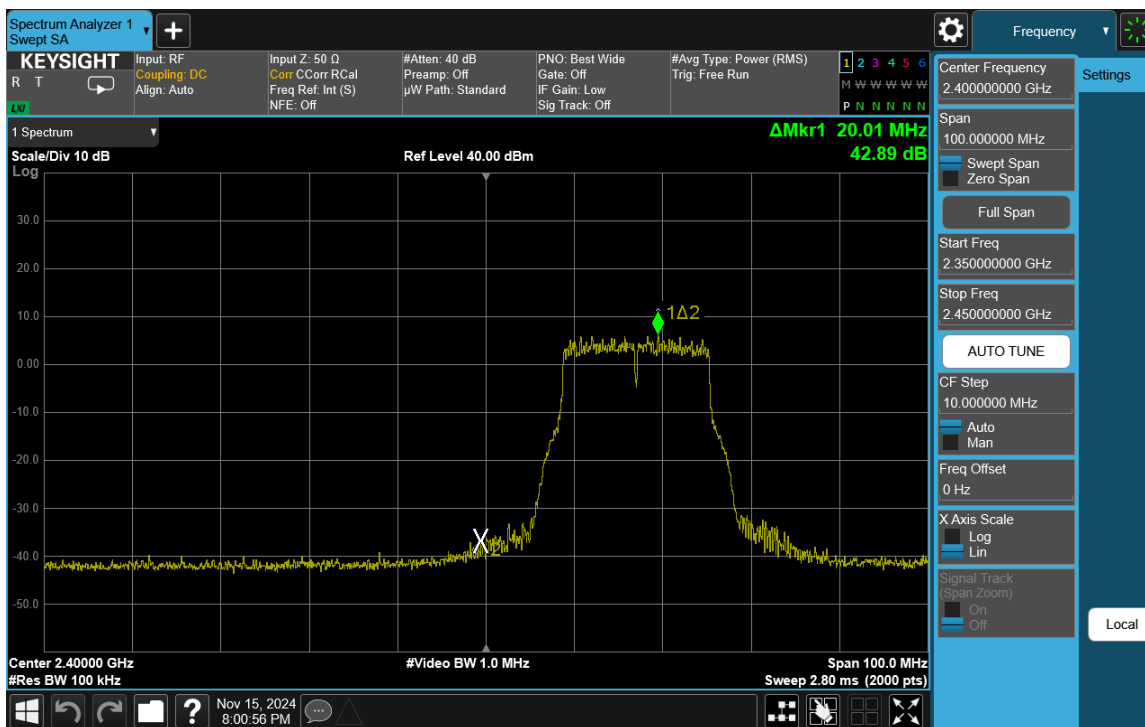 Spectrum Analyzer 1
Swept SA
Frequency
KEYSIGHT
R T
LXI
Input: RF
Coupling: DC
Align: Auto
Input Z: 50 Ω
Corr CCorr RCal
Freq Ref: Int (S)
NFE: Off
#Atten: 40 dB
Preamp: Off
µW Path: Standard
PNO: Best Wide
Gate: Off
IF Gain: Low
Sig Track: Off
#Avg Type: Power (RMS)
Trig: Free Run
1 2 3 4 5 6
M W W W W W
P N N N N N
1 Spectrum
ΔMkr1 20.01 MHz
42.89 dB
Scale/Div 10 dB
Ref Level 40.00 dBm
Log
30.0
20.0
10.0
0.00
-10.0
-20.0
-30.0
-40.0
-50.0
1Δ2
X2
Center 2.40000 GHz
#Video BW 1.0 MHz
Span 100.0 MHz
#Res BW 100 kHz
Sweep 2.80 ms (2000 pts)
Center Frequency
2.400000000 GHz
Settings
Span
100.000000 MHz
Swept Span
Zero Span
Full Span
Start Freq
2.350000000 GHz
Stop Freq
2.450000000 GHz
AUTO TUNE
CF Step
10.000000 MHz
Auto
Man
Freq Offset
0 Hz
X Axis Scale
Log
Lin
Signal Track
(Span Zoom)
On
Off
Local
?
Nov 15, 2024
8:00:56 PM